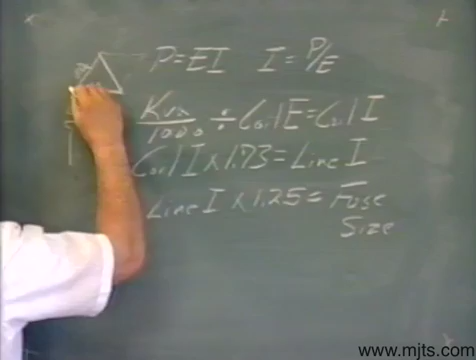 P=EI I=P/E
Kva/1000 ÷ Coil E = Coil I
Coil I x 1.73 = Line I
Line I x 1.25 = Fuse
Size
www.mjts.com